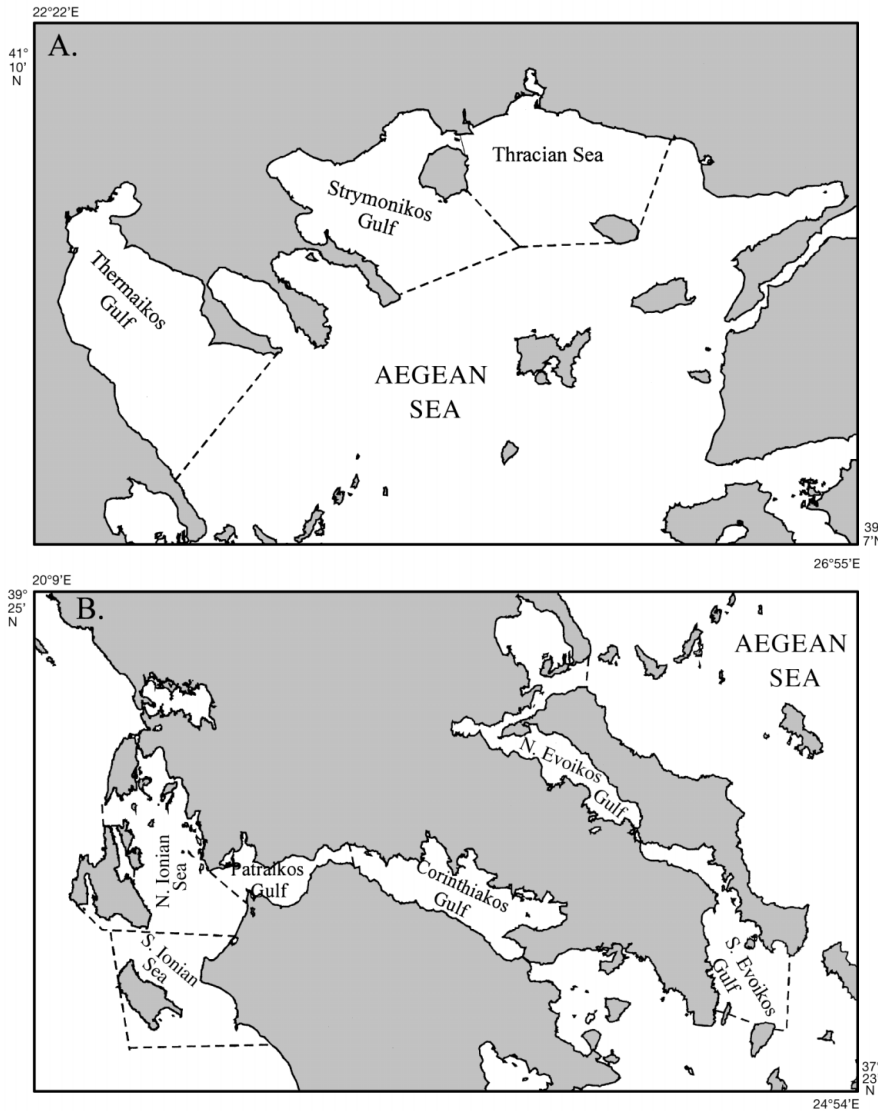 22°22'E
41°
10'
N
A.
Thracian Sea
Strymonikos
Gulf
Thermaikos
Gulf
AEGEAN
SEA
39
7'N
26°55'E
20°9'E
39°
25'
N
B.
AEGEAN
SEA
N. Evoikos
Gulf
N. Ionian
Sea
Patraikos
Gulf
Corinthiakos
Gulf
S. Ionian
Sea
S. Evoikos
Gulf
37°
23'
N
24°54'E